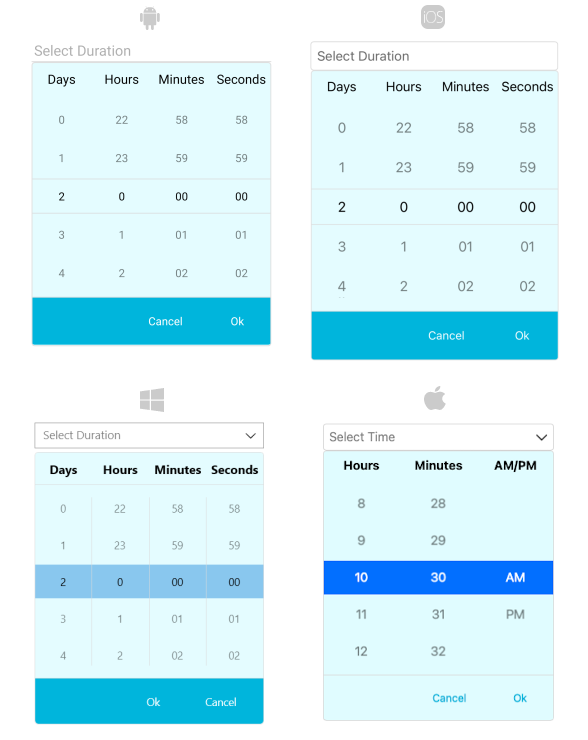 iOS
Select Duration
Days Hours Minutes Seconds
0 22 58 58
1 23 59 59
2 0 00 00
3 1 01 01
4 2 02 02
Cancel Ok
Select Duration
Days Hours Minutes Seconds
0 22 58 58
1 23 59 59
2 0 00 00
3 1 01 01
4 2 02 02
Cancel Ok
Select Duration
Days Hours Minutes Seconds
0 22 58 58
1 23 59 59
2 0 00 00
3 1 01 01
4 2 02 02
Ok Cancel
Select Time
Hours Minutes AM/PM
8 28
9 29
10 30 AM
11 31 PM
12 32
Cancel Ok